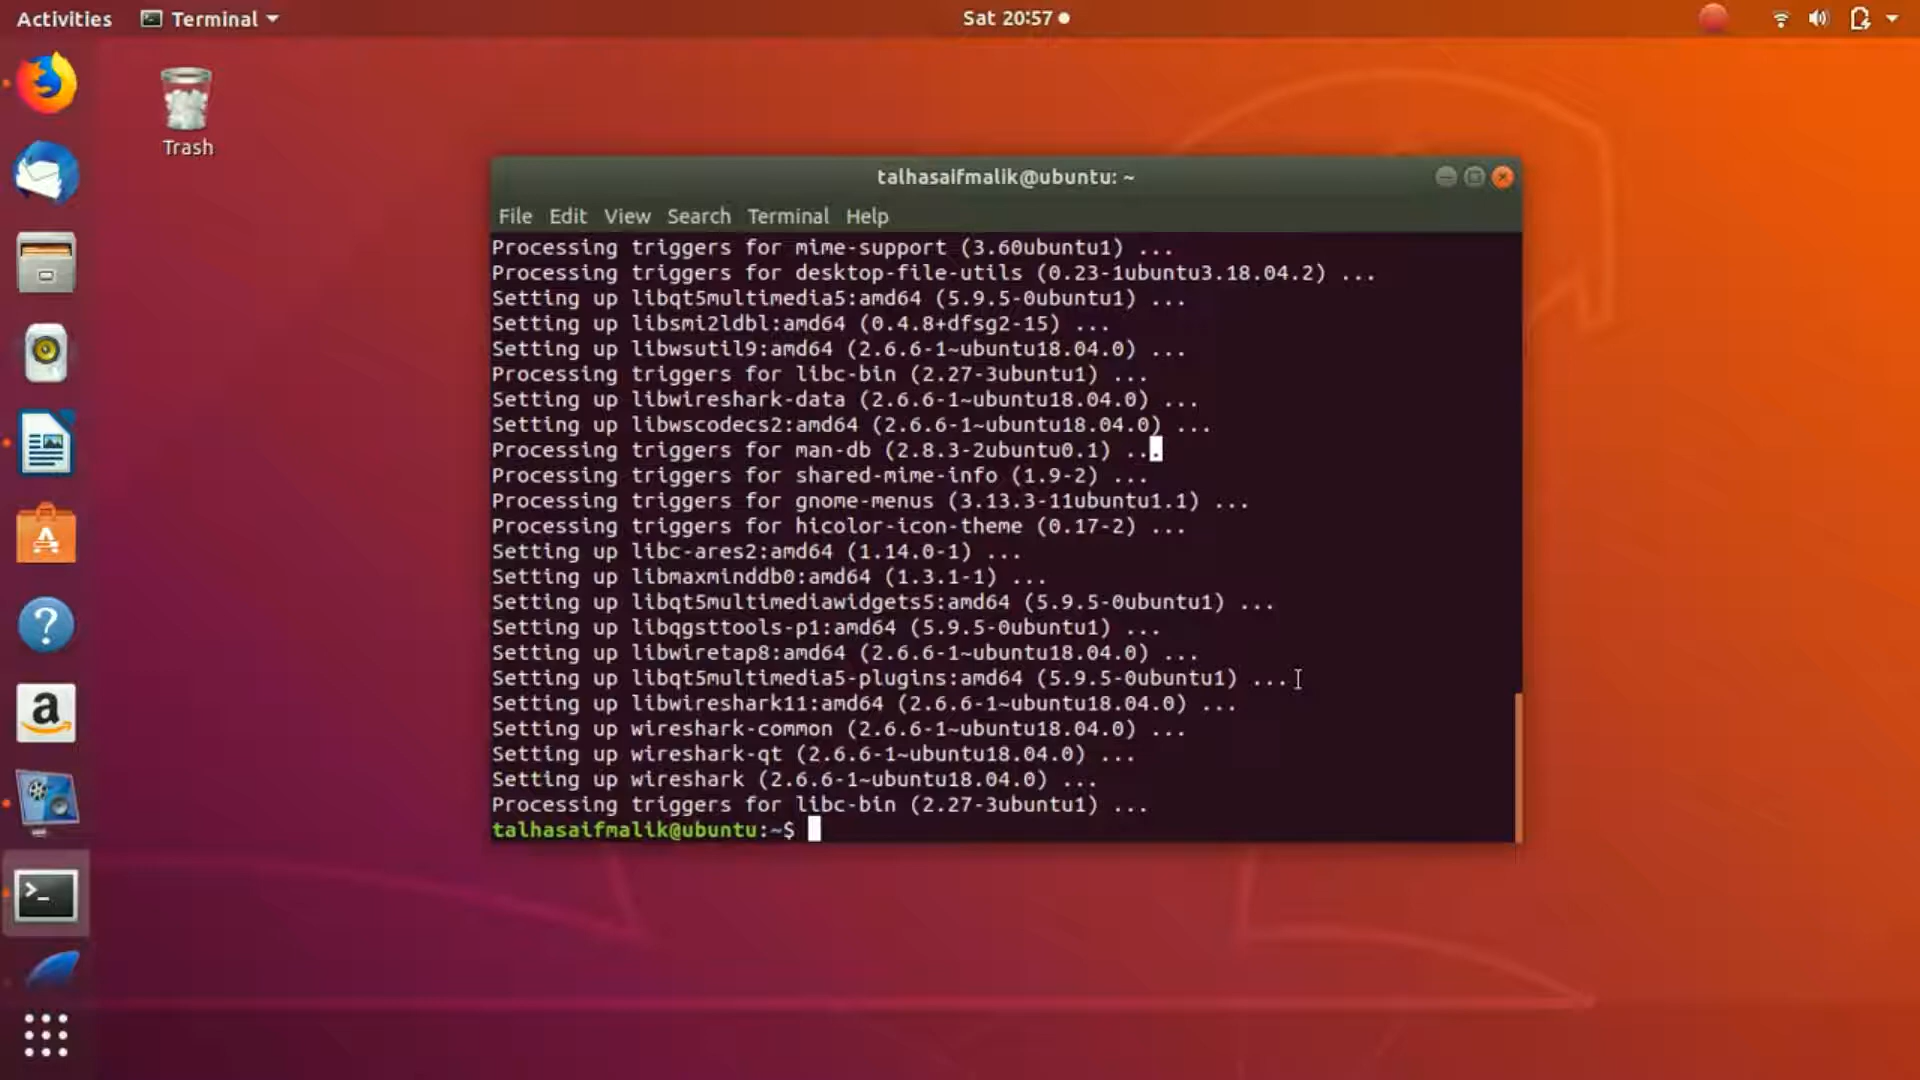 Activities
Terminal
Sat 20:57
Trash
talhasaifmalik@ubuntu: ~
File Edit View Search Terminal Help
Processing triggers for mime-support (3.60ubuntu1) ...
Processing triggers for desktop-file-utils (0.23-1ubuntu3.18.04.2) ...
Setting up libqt5multimedia5:amd64 (5.9.5-0ubuntu1) ...
Setting up libsmi2ldbl:amd64 (0.4.8+dfsg2-15) ...
Setting up libwsutil9:amd64 (2.6.6-1~ubuntu18.04.0) ...
Processing triggers for libc-bin (2.27-3ubuntu1) ...
Setting up libwireshark-data (2.6.6-1~ubuntu18.04.0) ...
Setting up libwscodecs2:amd64 (2.6.6-1~ubuntu18.04.0) ...
Processing triggers for man-db (2.8.3-2ubuntu0.1) ...
Processing triggers for shared-mime-info (1.9-2) ...
Processing triggers for gnome-menus (3.13.3-11ubuntu1.1) ...
Processing triggers for hicolor-icon-theme (0.17-2) ...
Setting up libc-ares2:amd64 (1.14.0-1) ...
Setting up libmaxminddb0:amd64 (1.3.1-1) ...
Setting up libqt5multimediawidgets5:amd64 (5.9.5-0ubuntu1) ...
Setting up libqgsttools-p1:amd64 (5.9.5-0ubuntu1) ...
Setting up libwiretap8:amd64 (2.6.6-1~ubuntu18.04.0) ...
Setting up libqt5multimedia5-plugins:amd64 (5.9.5-0ubuntu1) ...
Setting up libwireshark11:amd64 (2.6.6-1~ubuntu18.04.0) ...
Setting up wireshark-common (2.6.6-1~ubuntu18.04.0) ...
Setting up wireshark-qt (2.6.6-1~ubuntu18.04.0) ...
Setting up wireshark (2.6.6-1~ubuntu18.04.0) ...
Processing triggers for libc-bin (2.27-3ubuntu1) ...
talhasaifmalik@ubuntu:~$